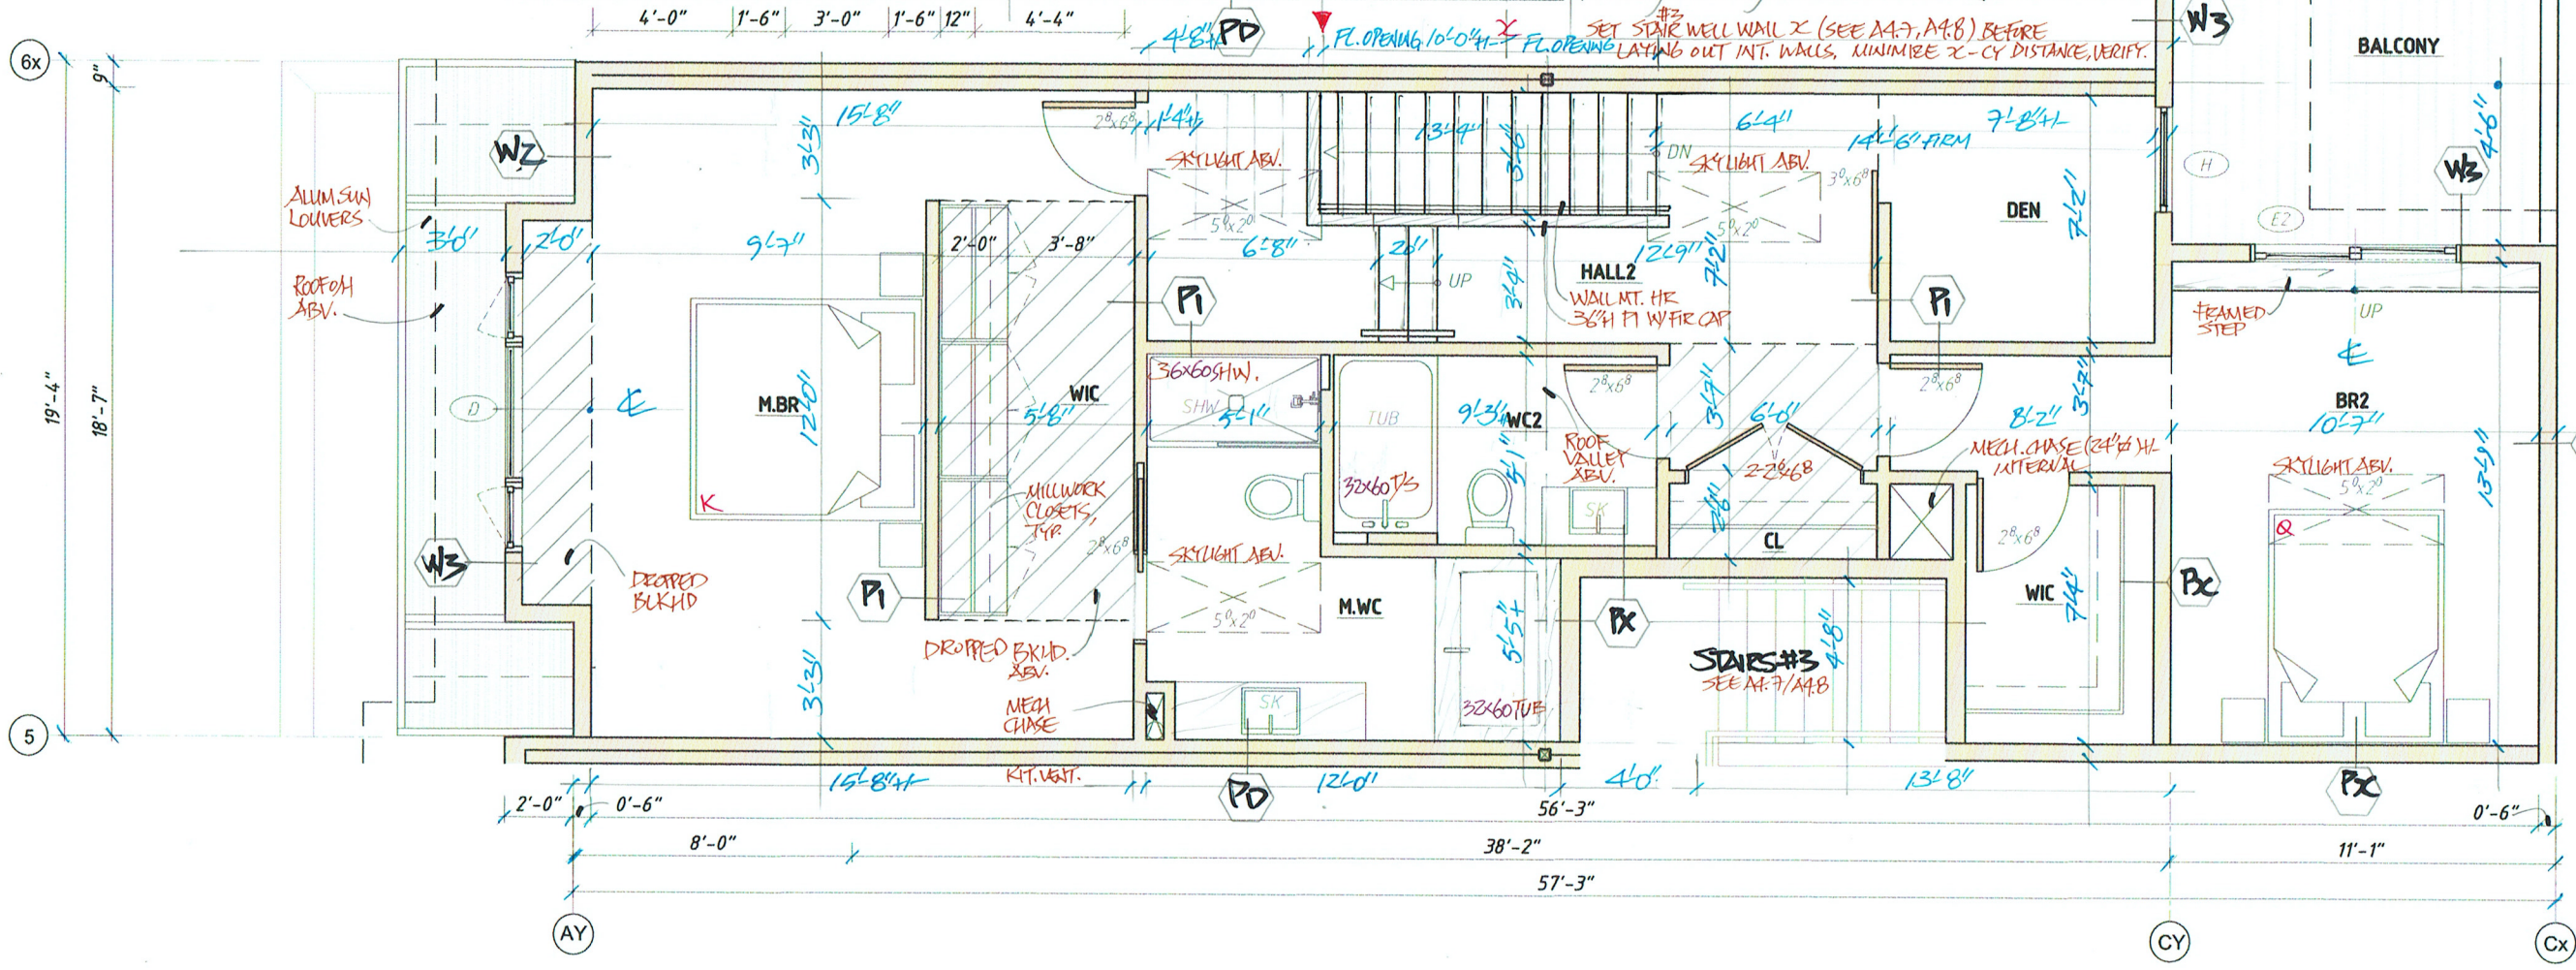 4'-0"
1'-6"
3'-0"
1'-6"
12"
4'-4"
4'-8"±
PD
FL. OPENING 10'-0"+/-
x
FL. OPENING
#3
SET STAIR WELL WALL X (SEE A4.7, A4.8) BEFORE
LAYING OUT INT. WALLS. MINIMIZE X-CY DISTANCE, VERIFY.
W3
BALCONY
6x
9"
15'-8"
3'-3"
2⁸x6⁸
1'-4"±
13'-9"
3'-6"
DN
6'-4"
7'-8"+/-
14'-6" FIRM
4'-6"
W2
SKYLIGHT ABV.
5⁰x2⁰
SKYLIGHT ABV.
5⁰x2⁰
3⁰x6⁸
H
W3
ALUM SUN
LOUVERS
DEN
7'-2"
E2
3'-0"
2'-0"
9'-7"
2'-0"
3'-8"
6'-8"
20"
12'-9"
7'-2"
HALL2
ROOF OH
ABV.
P1
UP
3'-4"
WALL MT. HR
36"H P1 W/ FIR CAP
P1
FRAMED
STEP
UP
19'-4"
18'-7"
D
℄
M.BR
12'-0"
K
WIC
5'-8"
36x60 SHW.
SHW
5'-1"
TUB
9'-3"±
WC2
2⁸x6⁸
3'-7"
6'-0"
2⁸x6⁸
8'-2"
3'-7"
℄
BR2
10'-7"
13'-9"
ROOF
VALLEY
ABV.
MECH. CHASE (24"Ø) +/-
INTERNAL
2-2⁶x6⁸
SKYLIGHT ABV.
5⁰x2⁰
MILLWORK
CLOSETS,
TYP.
32x60 T/S
5'-1"
SK
2'-6"
CL
2⁸x6⁸
Q
2⁸x6⁸
W3
DROPPED
BLKHD
P1
SKYLIGHT ABV.
5⁰x2⁰
M.WC
5'-5"+
PX
WIC
7'-4"
PX
DROPPED BKHD.
ABV.
STAIRS #3
SEE A4.7/A4.8
4'-8"
3'-3"
MECH
CHASE
SK
32x60 TUB
5
15'-8"+/-
KIT. VENT.
12'-0"
4'-0"
13'-8"
PD
PX
2'-0"
0'-6"
56'-3"
0'-6"
8'-0"
38'-2"
11'-1"
57'-3"
AY
CY
Cx